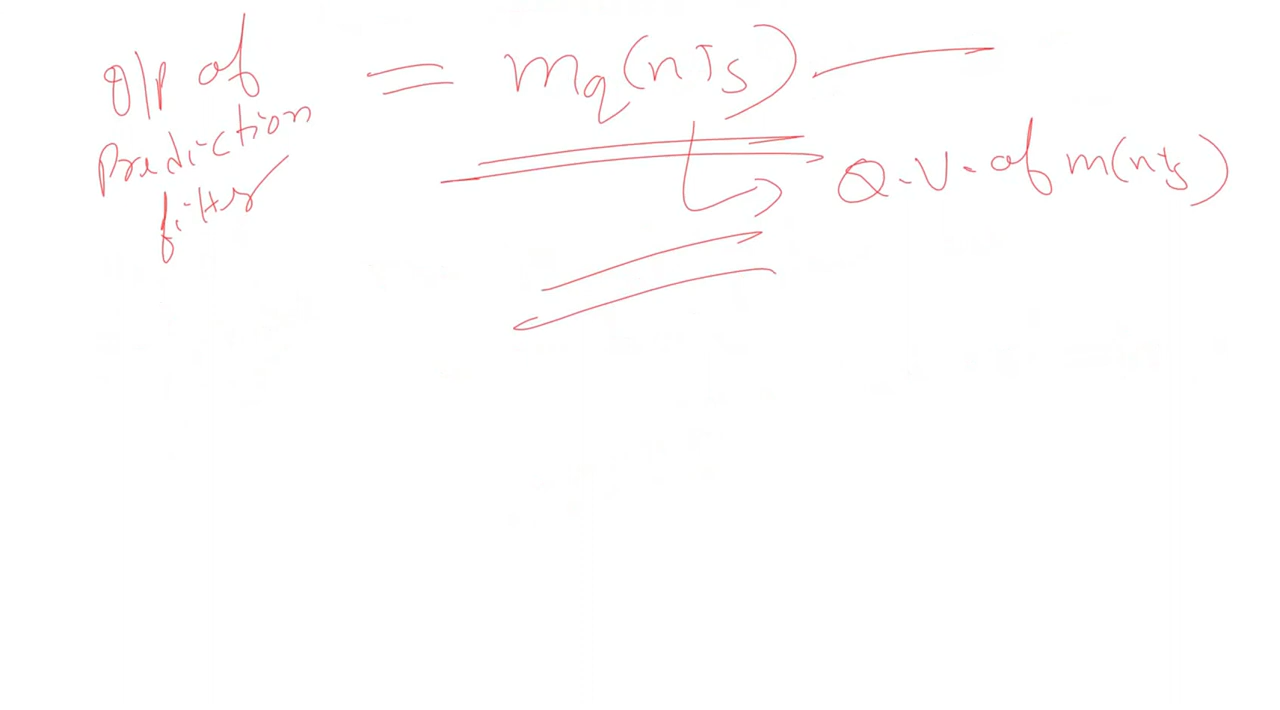 O/P of = mq(nTs)
Prediction
filter
Q.V. of m(nTs)